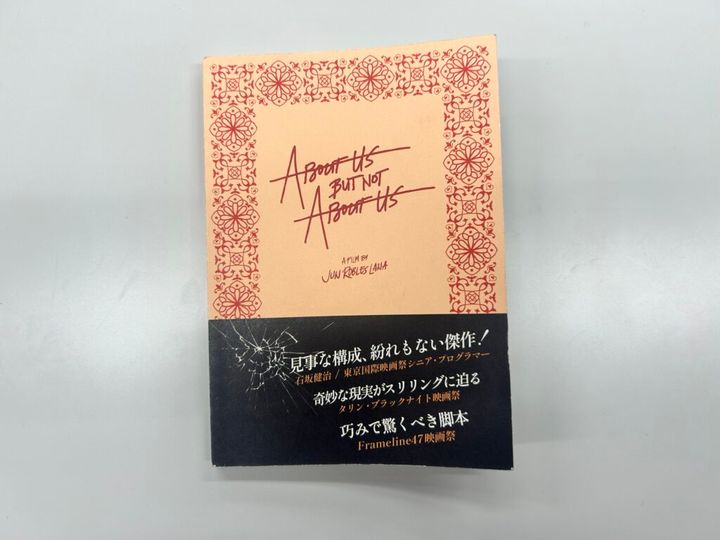 ABOUT US
BUT NOT
ABOUT US
A FILM BY
JUN ROBLES LANA
見事な構成、紛れもない傑作！
石坂健治 / 東京国際映画祭シニア・プログラマー
奇妙な現実がスリリングに迫る
タリン・ブラックナイト映画祭
巧みで驚くべき脚本
Frameline47映画祭